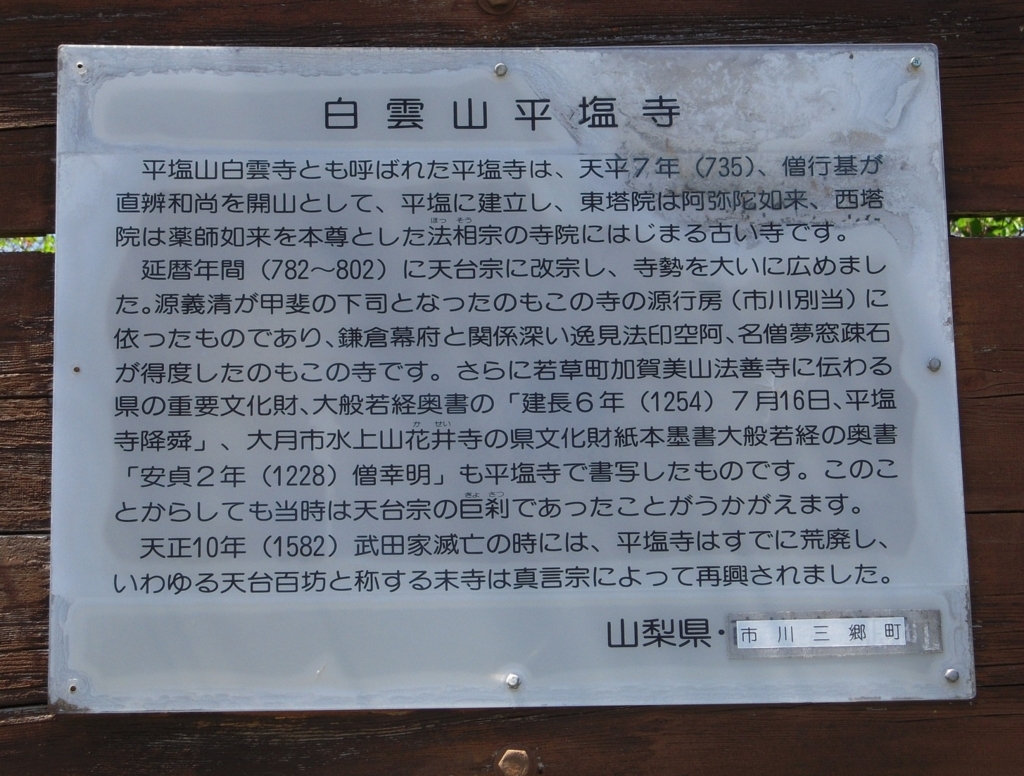 白雲山平塩寺
平塩山白雲寺とも呼ばれた平塩寺は、天平7年（735）、僧行基が
直辨和尚を開山として、平塩に建立し、東塔院は阿弥陀如来、西塔
ほっ そう
院は薬師如来を本尊とした法相宗の寺院にはじまる古い寺です。
延暦年間（782〜802）に天台宗に改宗し、寺勢を大いに広めまし
た。源義清が甲斐の下司となったのもこの寺の源行房（市川別当）に
依ったものであり、鎌倉幕府と関係深い逸見法印空阿、名僧夢窓疎石
が得度したのもこの寺です。さらに若草町加賀美山法善寺に伝わる
県の重要文化財、大般若経奥書の「建長6年（1254）7月16日、平塩
か せい
寺降舜」、大月市水上山花井寺の県文化財紙本墨書大般若経の奥書
「安貞2年（1228）僧幸明」も平塩寺で書写したものです。このこ
きょ さつ
とからしても当時は天台宗の巨刹であったことがうかがえます。
天正10年（1582）武田家滅亡の時には、平塩寺はすでに荒廃し、
いわゆる天台百坊と称する末寺は真言宗によって再興されました。
山梨県・市川三郷町